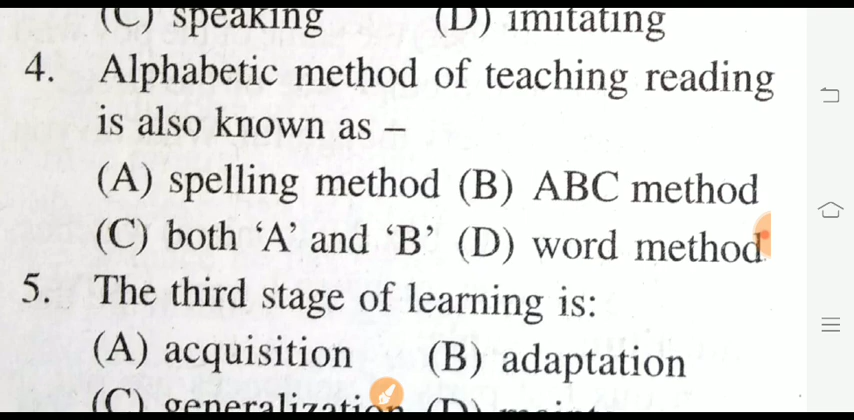 (C) speaking (D) imitating
4. Alphabetic method of teaching reading
is also known as –
(A) spelling method (B) ABC method
(C) both ‘A’ and ‘B’ (D) word method
5. The third stage of learning is:
(A) acquisition (B) adaptation
(C) generalization (D)